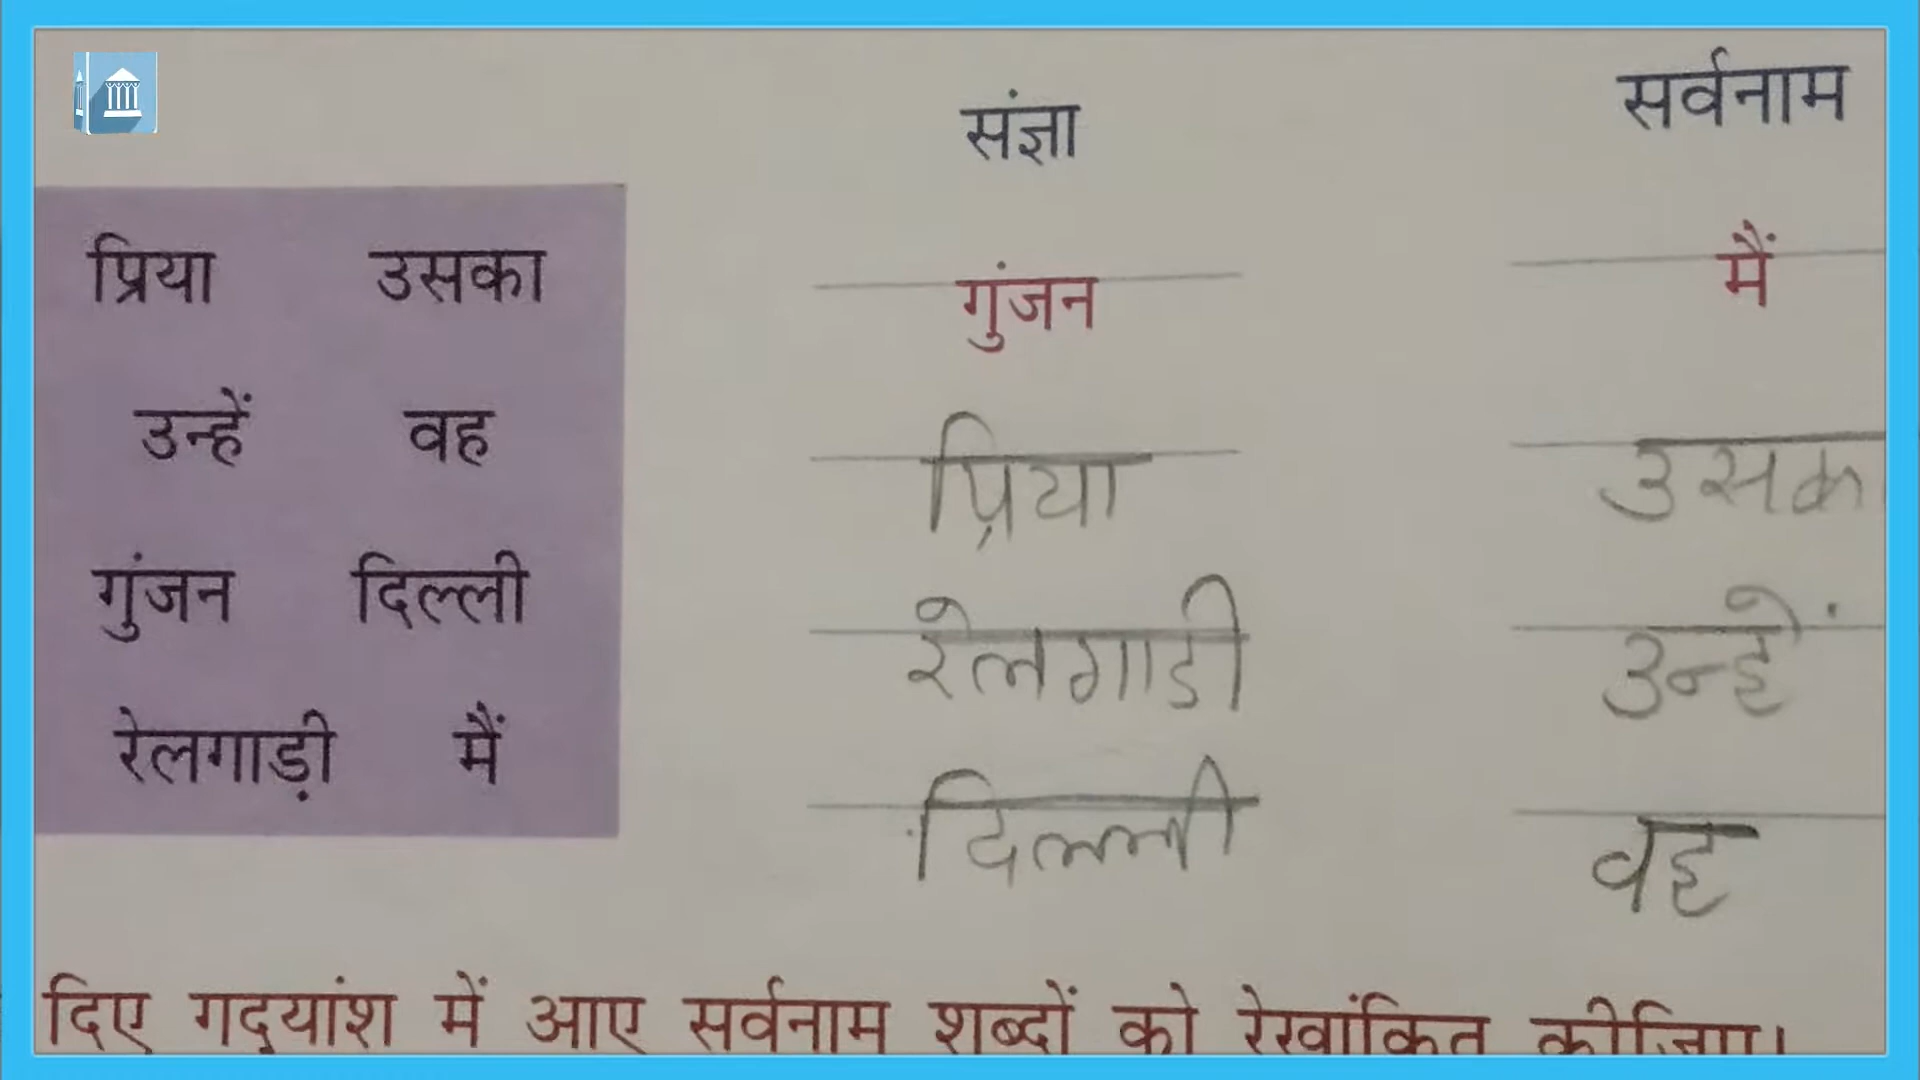 संज्ञा सर्वनाम
प्रिया उसका
गुंजन मैं
उन्हें वह
प्रिया उसक
गुंजन दिल्ली
रेलगाडी उन्हें
रेलगाड़ी मैं
दिल्ली वह
दिए गद्यांश में आए सर्वनाम शब्दों को रेखांकित कीजिए।